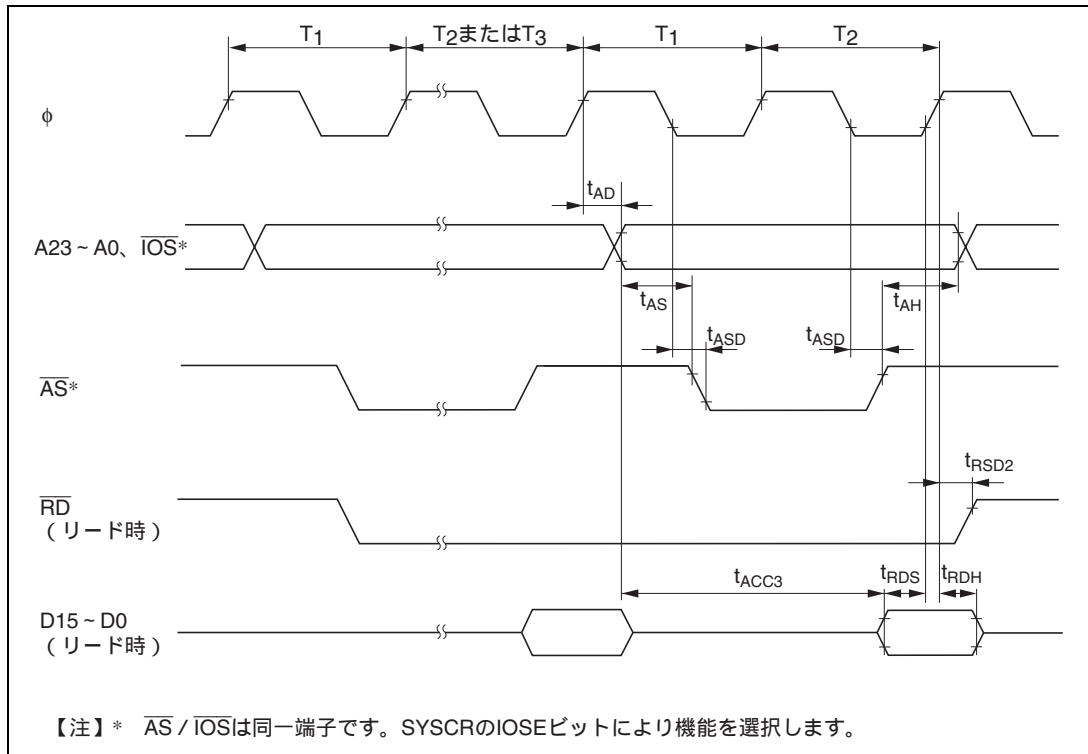 T1 T2またはT3 T1 T2
φ
tAD
A23 ~ A0、IOS*
tAS tAH
tASD tASD
AS*
tRSD2
RD
(リード時)
tACC3 tRDS tRDH
D15 ~ D0
(リード時)
【注】* AS / IOSは同一端子です。SYSCRのIOSEビットにより機能を選択します。